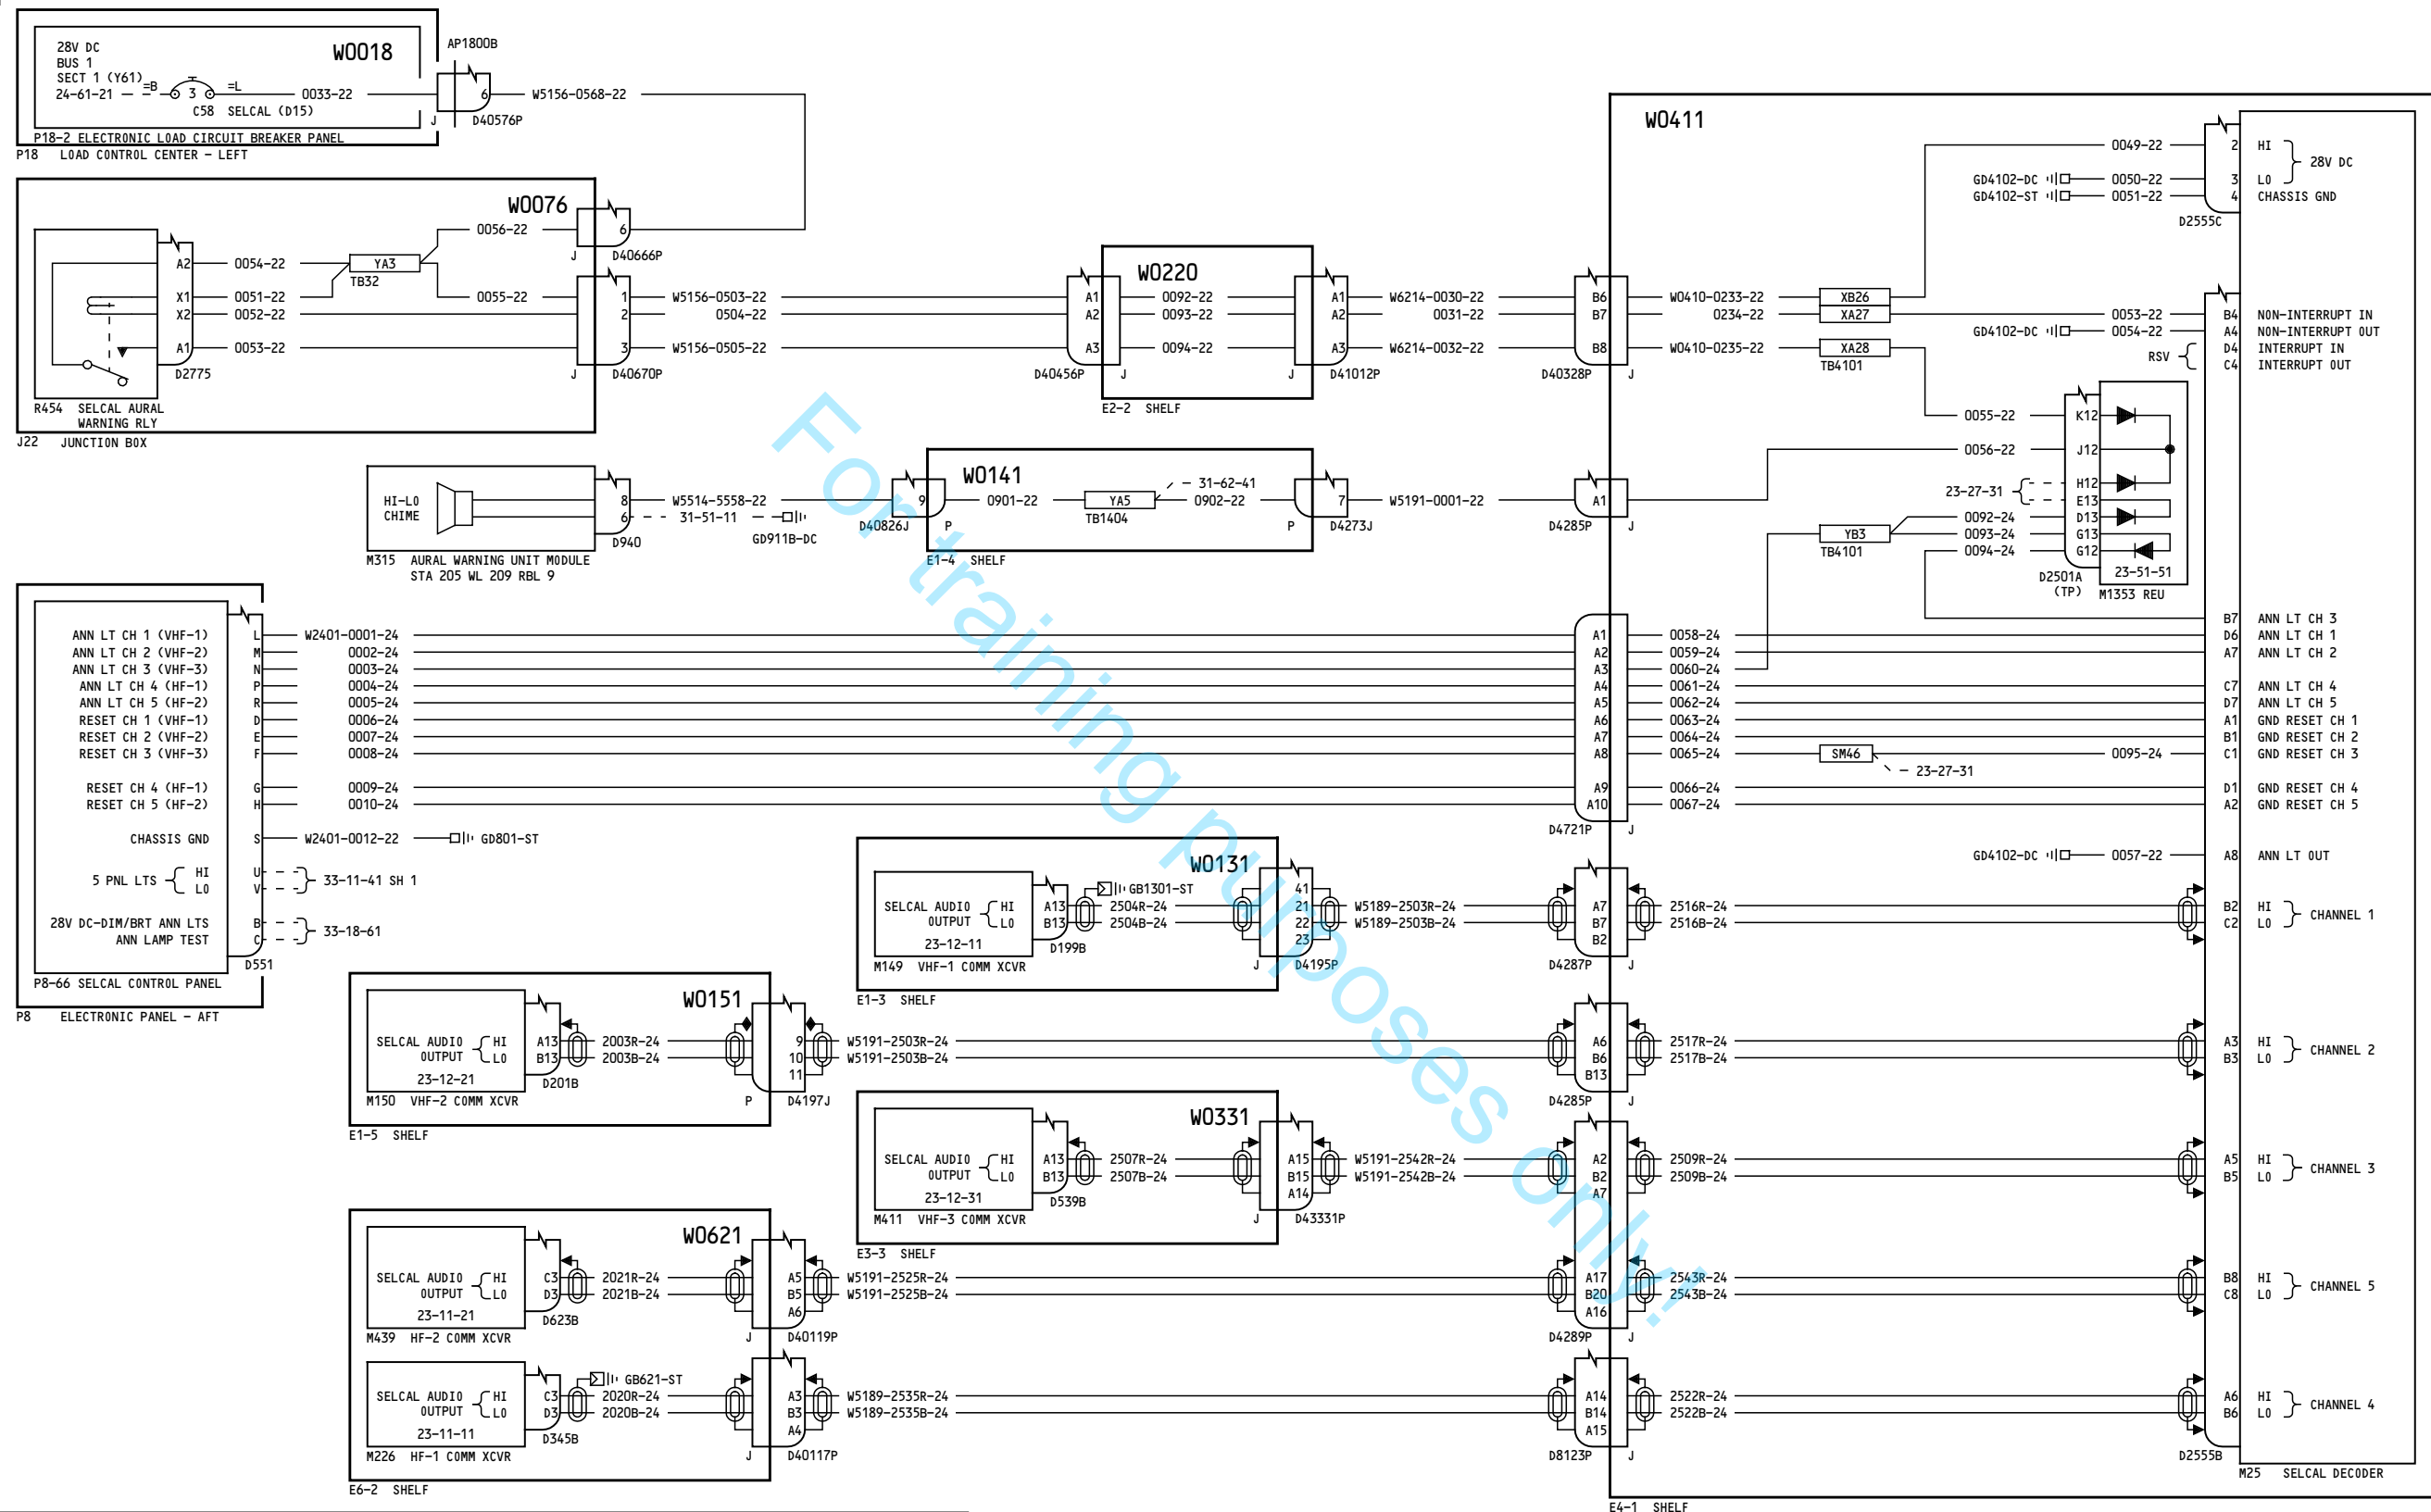 28V DC
BUS 1
SECT 1 (Y61)
24-61-21
=B
3
=L
0033-22
C58 SELCAL (D15)
W0018
P18-2 ELECTRONIC LOAD CIRCUIT BREAKER PANEL
P18 LOAD CONTROL CENTER - LEFT
AP1800B
6
W5156-0568-22
J
D40576P
W0076
0056-22
6
J
D40666P
A2 0054-22 YA3
TB32
X1 0051-22
0055-22
X2 0052-22
A1 0053-22
D2775
R454 SELCAL AURAL
WARNING RLY
J22 JUNCTION BOX
1 W5156-0503-22
2 0504-22
3 W5156-0505-22
J
D40670P
W0220
A1 0092-22 A1 W6214-0030-22
A2 0093-22 A2 0031-22
A3 0094-22 A3 W6214-0032-22
D40456P
J
J
D41012P
E2-2 SHELF
W0411
B6 W0410-0233-22 XB26
B7 0234-22 XA27
B8 W0410-0235-22 XA28
D40328P
J
TB4101
0049-22 2 HI
28V DC
GD4102-DC 0050-22 3 LO
GD4102-ST 0051-22 4 CHASSIS GND
D2555C
0053-22 B4 NON-INTERRUPT IN
GD4102-DC 0054-22 A4 NON-INTERRUPT OUT
RSV
D4 INTERRUPT IN
C4 INTERRUPT OUT
0055-22 K12
0056-22 J12
23-27-31
H12
E13
0092-24 D13
0093-24 G13
0094-24 G12
YB3
TB4101
23-51-51
D2501A
(TP)
M1353 REU
HI-LO
CHIME
8 W5514-5558-22
6 31-51-11
GD911B-DC
D940
M315 AURAL WARNING UNIT MODULE
STA 205 WL 209 RBL 9
W0141
9 0901-22 YA5 0902-22
TB1404
31-62-41
D40826J
P
P
7 W5191-0001-22
D4273J
E1-4 SHELF
A1
D4285P
J
ANN LT CH 1 (VHF-1) L W2401-0001-24 A1 0058-24
ANN LT CH 2 (VHF-2) M 0002-24 A2 0059-24
ANN LT CH 3 (VHF-3) N 0003-24 A3 0060-24
ANN LT CH 4 (HF-1) P 0004-24 A4 0061-24
ANN LT CH 5 (HF-2) R 0005-24 A5 0062-24
RESET CH 1 (VHF-1) D 0006-24 A6 0063-24
RESET CH 2 (VHF-2) E 0007-24 A7 0064-24
RESET CH 3 (VHF-3) F 0008-24 A8 0065-24 SM46 0095-24
23-27-31
RESET CH 4 (HF-1) G 0009-24 A9 0066-24
RESET CH 5 (HF-2) H 0010-24 A10 0067-24
D4721P
J
B7 ANN LT CH 3
D6 ANN LT CH 1
A7 ANN LT CH 2
C7 ANN LT CH 4
D7 ANN LT CH 5
A1 GND RESET CH 1
B1 GND RESET CH 2
C1 GND RESET CH 3
D1 GND RESET CH 4
A2 GND RESET CH 5
GD4102-DC 0057-22 A8 ANN LT OUT
CHASSIS GND S W2401-0012-22 GD801-ST
5 PNL LTS
HI U
LO V
33-11-41 SH 1
28V DC-DIM/BRT ANN LTS B
ANN LAMP TEST C
33-18-61
D551
P8-66 SELCAL CONTROL PANEL
P8 ELECTRONIC PANEL - AFT
W0131
SELCAL AUDIO
OUTPUT
HI
LO
23-12-11
A13 2504R-24
B13 2504B-24
D199B
GB1301-ST
M149 VHF-1 COMM XCVR
E1-3 SHELF
41
21 W5189-2503R-24
22 W5189-2503B-24
23
J
D4195P
A7 2516R-24
B7 2516B-24
B2
D4287P
J
B2 HI
C2 LO
CHANNEL 1
W0151
SELCAL AUDIO
OUTPUT
HI
LO
23-12-21
A13 2003R-24
B13 2003B-24
D201B
M150 VHF-2 COMM XCVR
E1-5 SHELF
9 W5191-2503R-24
10 W5191-2503B-24
11
P
D4197J
A6 2517R-24
B6 2517B-24
B13
D4285P
J
A3 HI
B3 LO
CHANNEL 2
W0331
SELCAL AUDIO
OUTPUT
HI
LO
23-12-31
A13 2507R-24
B13 2507B-24
D539B
M411 VHF-3 COMM XCVR
E3-3 SHELF
A15 W5191-2542R-24
B15 W5191-2542B-24
A14
J
D43331P
A2 2509R-24
B2 2509B-24
A7
A5 HI
B5 LO
CHANNEL 3
W0621
SELCAL AUDIO
OUTPUT
HI
LO
23-11-21
C3 2021R-24
D3 2021B-24
D623B
M439 HF-2 COMM XCVR
A5 W5191-2525R-24
B5 W5191-2525B-24
A6
J
D40119P
A17 2543R-24
B20 2543B-24
A16
D4289P
J
B8 HI
C8 LO
CHANNEL 5
SELCAL AUDIO
OUTPUT
HI
LO
23-11-11
C3 2020R-24
D3 2020B-24
D345B
GB621-ST
M226 HF-1 COMM XCVR
E6-2 SHELF
A3 W5189-2535R-24
B3 W5189-2535B-24
A4
J
D40117P
A14 2522R-24
B14 2522B-24
A15
D8123P
J
A6 HI
B6 LO
CHANNEL 4
D2555B
M25 SELCAL DECODER
E4-1 SHELF
For training purposes only!